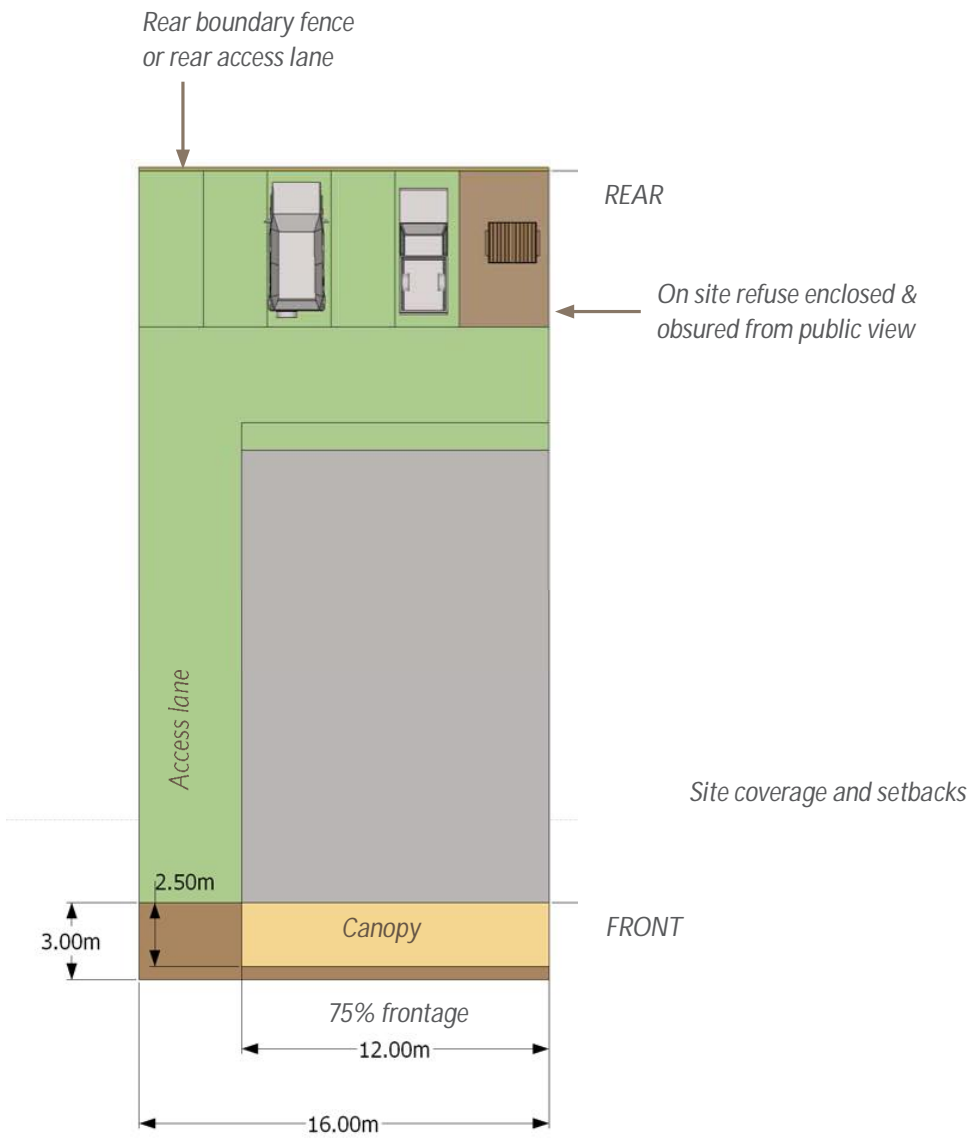 Rear boundary fence
or rear access lane
REAR
On site refuse enclosed &
obsured from public view
Access lane
Site coverage and setbacks
2.50m
3.00m
Canopy
FRONT
75% frontage
12.00m
16.00m